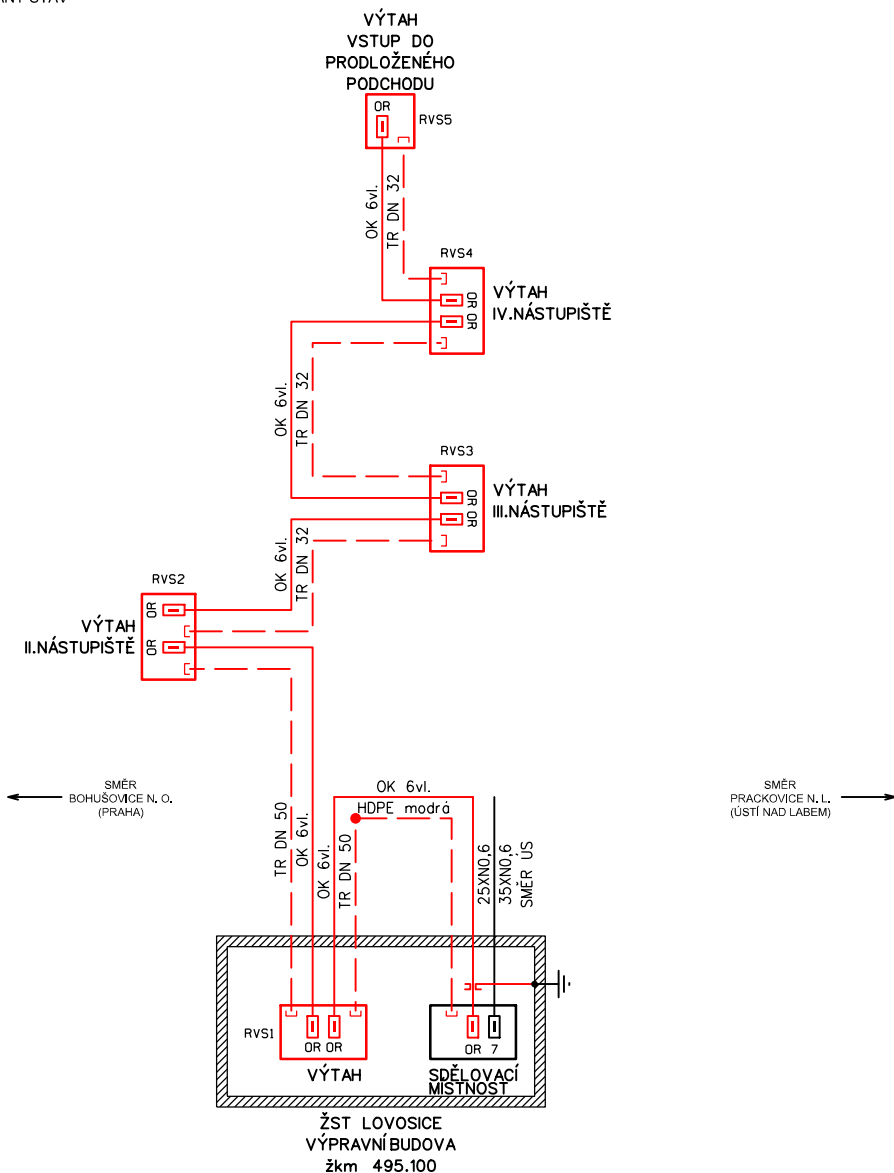 VÝTAH
VSTUP DO
PRODLOŽENÉHO
PODCHODU
OR
RVS5
OK 6vl.
TR DN 32
RVS4
OR
OR
VÝTAH
IV.NÁSTUPIŠTĚ
OK 6vl.
TR DN 32
RVS3
OR
OR
VÝTAH
III.NÁSTUPIŠTĚ
OK 6vl.
TR DN 32
RVS2
OR
OR
VÝTAH
II.NÁSTUPIŠTĚ
SMĚR
BOHUŠOVICE N. O.
(PRAHA)
SMĚR
PRACKOVICE N. L.
(ÚSTÍ NAD LABEM)
TR DN 50
OK 6vl.
OK 6vl.
TR DN 50
OK 6vl.
HDPE modrá
25XN0,6
35XN0,6
SMĚR ÚS
RVS1
OR OR
VÝTAH
OR 7
SDĚLOVACÍ
MÍSTNOST
ŽST LOVOSICE
VÝPRAVNÍ BUDOVA
žkm 495.100